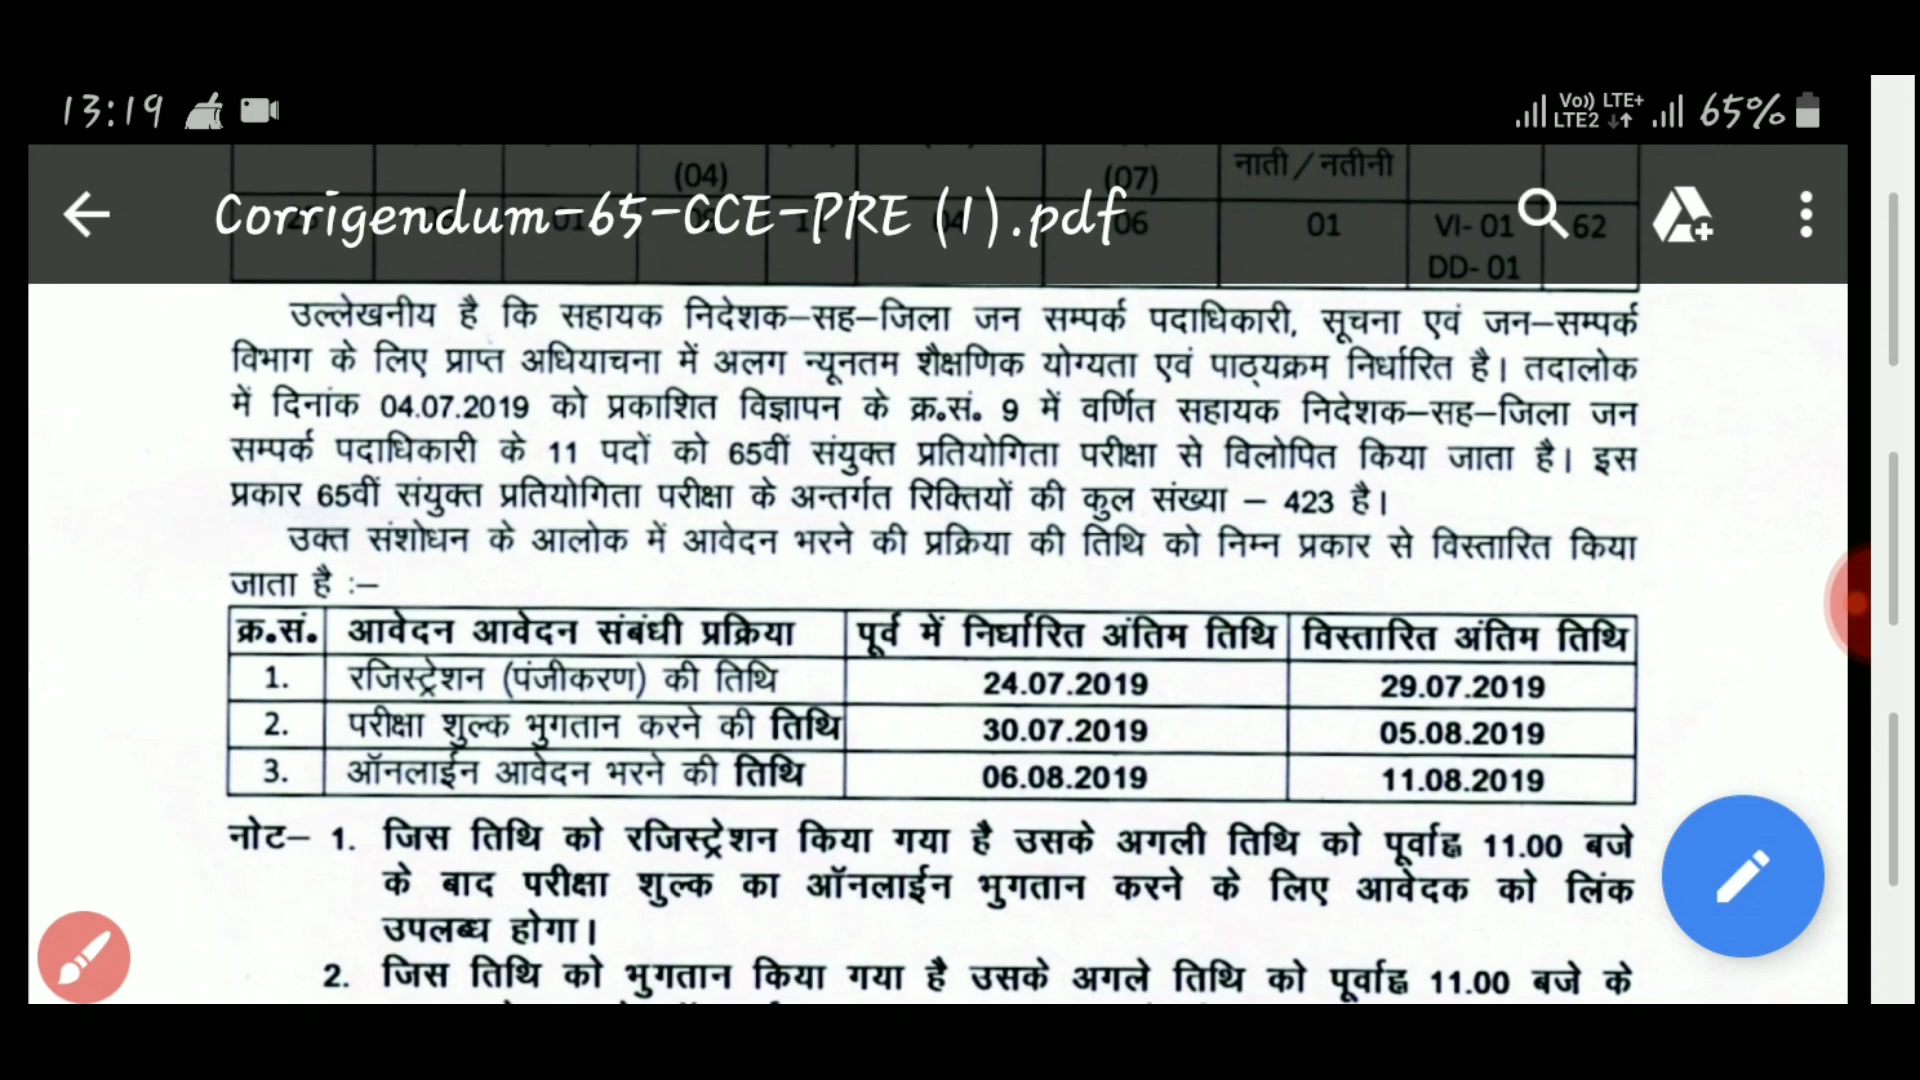 13:19 Vo)) LTE+ LTE2 65%
(04) (07) नाती / नतीनी
Corrigendum-65-CCE-PRE (1).pdf
01 04 06 01 VI- 01 62
DD- 01
उल्लेखनीय है कि सहायक निदेशक–सह–जिला जन सम्पर्क पदाधिकारी, सूचना एवं जन–सम्पर्क
विभाग के लिए प्राप्त अधियाचना में अलग न्यूनतम शैक्षणिक योग्यता एवं पाठ्यक्रम निर्धारित है। तदालोक
में दिनांक 04.07.2019 को प्रकाशित विज्ञापन के क्र.सं. 9 में वर्णित सहायक निदेशक–सह–जिला जन
सम्पर्क पदाधिकारी के 11 पदों को 65वीं संयुक्त प्रतियोगिता परीक्षा से विलोपित किया जाता है। इस
प्रकार 65वीं संयुक्त प्रतियोगिता परीक्षा के अन्तर्गत रिक्तियों की कुल संख्या – 423 है।
उक्त संशोधन के आलोक में आवेदन भरने की प्रक्रिया की तिथि को निम्न प्रकार से विस्तारित किया
जाता है :–
क्र.सं. आवेदन आवेदन संबंधी प्रक्रिया पूर्व में निर्धारित अंतिम तिथि विस्तारित अंतिम तिथि
1. रजिस्ट्रेशन (पंजीकरण) की तिथि 24.07.2019 29.07.2019
2. परीक्षा शुल्क भुगतान करने की तिथि 30.07.2019 05.08.2019
3. ऑनलाईन आवेदन भरने की तिथि 06.08.2019 11.08.2019
नोट– 1. जिस तिथि को रजिस्ट्रेशन किया गया है उसके अगली तिथि को पूर्वाह्न 11.00 बजे
के बाद परीक्षा शुल्क का ऑनलाईन भुगतान करने के लिए आवेदक को लिंक
उपलब्ध होगा।
2. जिस तिथि को भुगतान किया गया है उसके अगले तिथि को पूर्वाह्न 11.00 बजे के